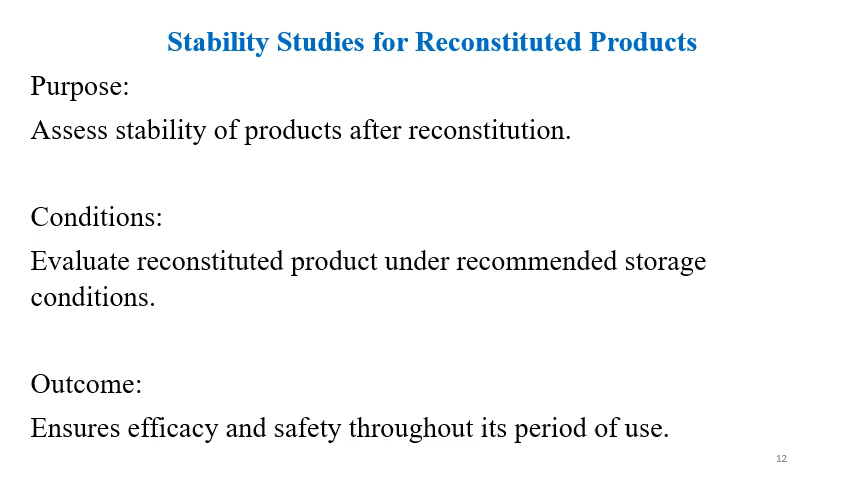 Stability Studies for Reconstituted Products
Purpose:
Assess stability of products after reconstitution.
Conditions:
Evaluate reconstituted product under recommended storage
conditions.
Outcome:
Ensures efficacy and safety throughout its period of use.
12